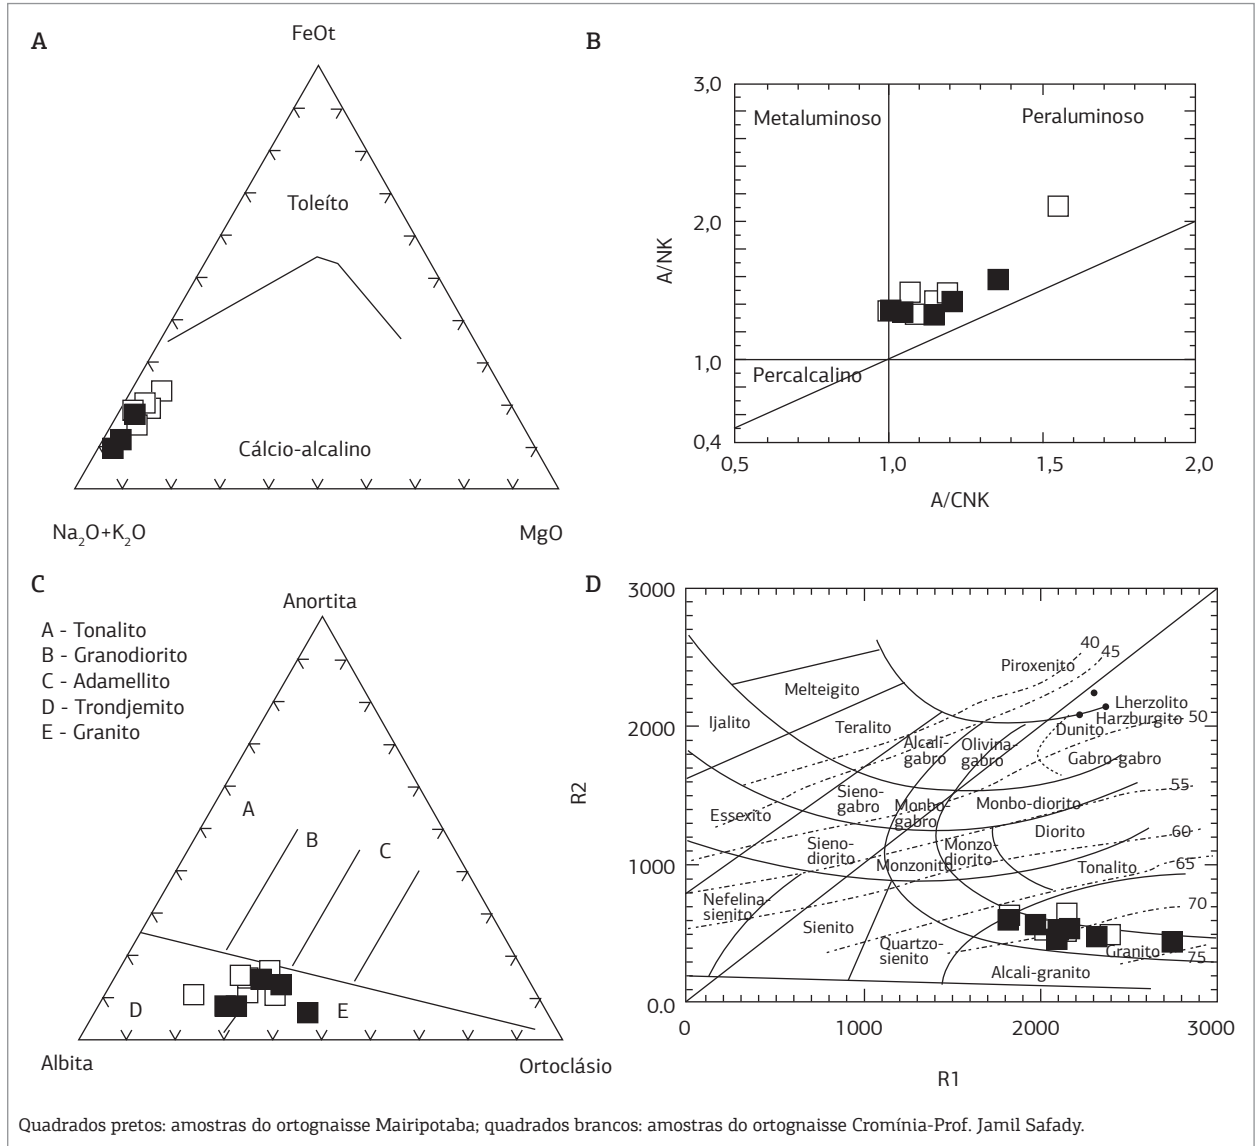 A
FeOt
Toleíto
Cálcio-alcalino
Na₂O+K₂O
MgO
B
3,0
Metaluminoso
Peraluminoso
2,0
A/NK
1,0
Percalcalino
0,4
0,5
1,0
1,5
2,0
A/CNK
C
Anortita
A - Tonalito
B - Granodiorito
C - Adamellito
D - Trondjemito
E - Granito
A
B
C
D
E
Albita
Ortoclásio
D
3000
40
45
Piroxenito
Melteigito
Lherzolito
Harzburgito
50
Ijalito
Teralito
Dunito
2000
Alcali-
gabro
Olivina-
gabro
Gabro-gabro
R2
Sieno-
gabro
55
Essexito
Monbo-
gabro
Monbo-diorito
Diorito
60
Sieno-
diorito
Monzo-
diorito
1000
Monzonito
Tonalito
65
Nefelina-
sienito
70
Sienito
Quartzo-
sienito
Granito
75
Alcali-granito
0.0
0
1000
2000
3000
R1
Quadrados pretos: amostras do ortognaisse Mairipotaba; quadrados brancos: amostras do ortognaisse Cromínia-Prof. Jamil Safady.